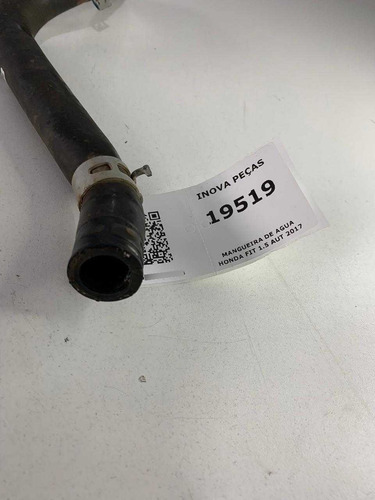 INOVA PEÇAS
19519
MANGUEIRA DE AGUA
HONDA FIT 1.5 AUT 2017